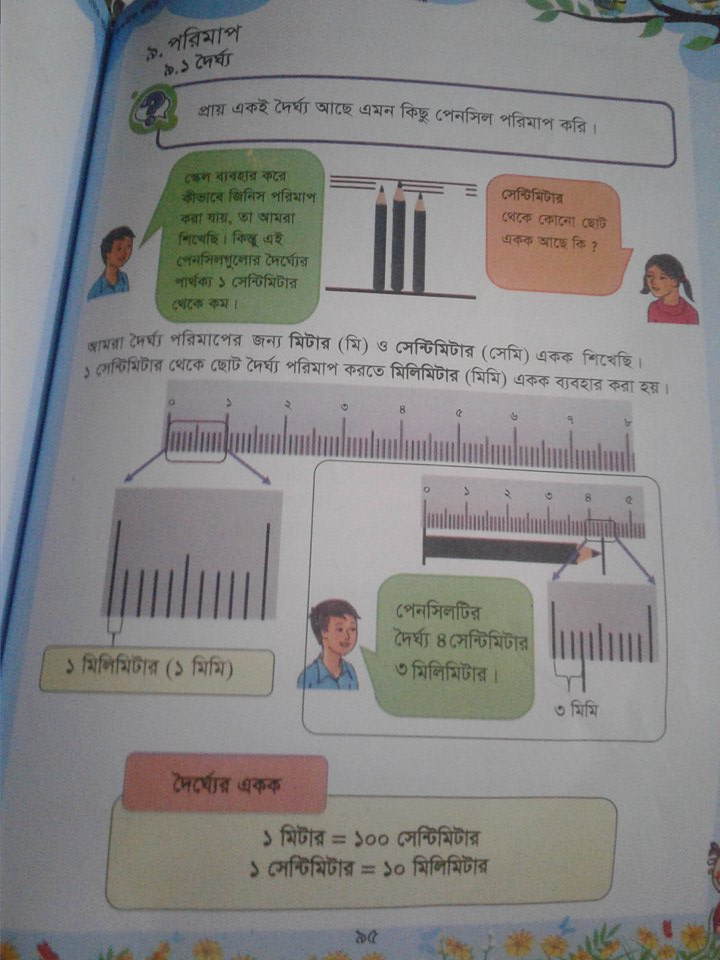 ৯. পরিমাপ
৯.১ দৈর্ঘ্য
প্রায় একই দৈর্ঘ্য আছে এমন কিছু পেনসিল পরিমাপ করি।
স্কেল ব্যবহার করে
কীভাবে জিনিস পরিমাপ
করা যায়, তা আমরা
শিখেছি। কিন্তু এই
পেনসিলগুলোর দৈর্ঘ্যের
পার্থক্য ১ সেন্টিমিটার
থেকে কম।
সেন্টিমিটার
থেকে কোনো ছোট
একক আছে কি ?
আমরা দৈর্ঘ্য পরিমাপের জন্য মিটার (মি) ও সেন্টিমিটার (সেমি) একক শিখেছি।
১ সেন্টিমিটার থেকে ছোট দৈর্ঘ্য পরিমাপ করতে মিলিমিটার (মিমি) একক ব্যবহার করা হয়।
০ ১ ২ ৩ ৪ ৫ ৬ ৭ ৮
০ ১ ২ ৩ ৪ ৫
পেনসিলটির
দৈর্ঘ্য ৪ সেন্টিমিটার
৩ মিলিমিটার।
১ মিলিমিটার (১ মিমি)
৩ মিমি
দৈর্ঘ্যের একক
১ মিটার = ১০০ সেন্টিমিটার
১ সেন্টিমিটার = ১০ মিলিমিটার
৯৫